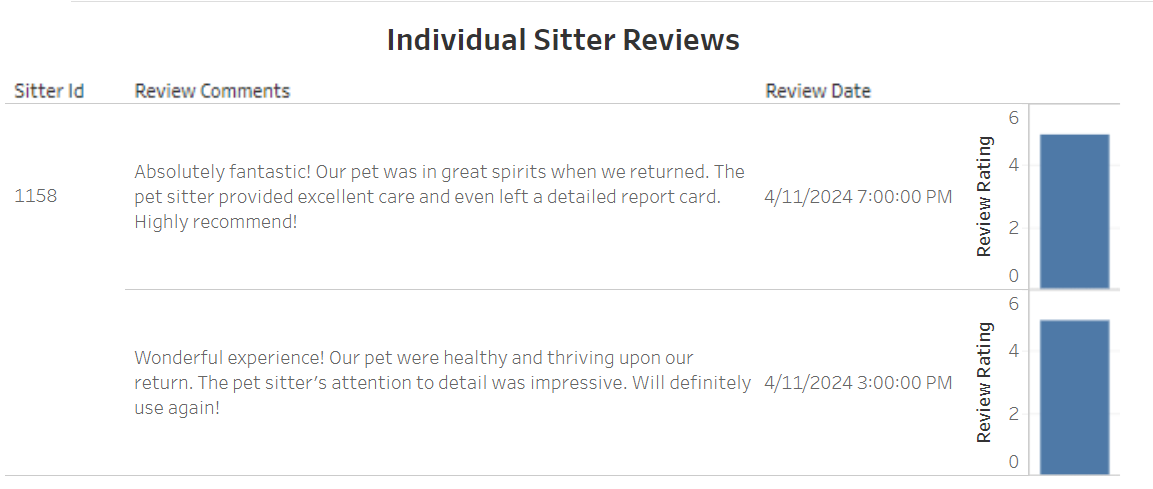 Individual Sitter Reviews
Sitter Id Review Comments Review Date
1158
Absolutely fantastic! Our pet was in great spirits when we returned. The
pet sitter provided excellent care and even left a detailed report card.
Highly recommend!
4/11/2024 7:00:00 PM
Review Rating
6
4
2
0
Wonderful experience! Our pet were healthy and thriving upon our
return. The pet sitter’s attention to detail was impressive. Will definitely
use again!
4/11/2024 3:00:00 PM
Review Rating
6
4
2
0